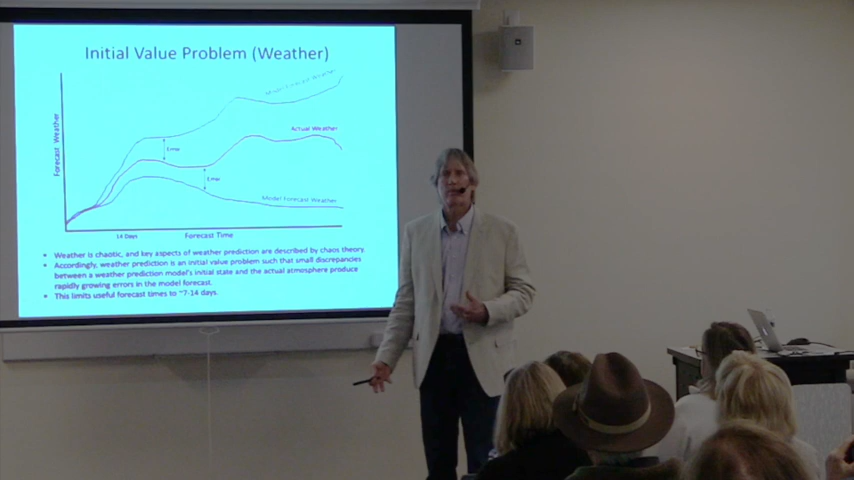 Initial Value Problem (Weather)
Model Forecast Weather
Actual Weather
Error
Error
Model Forecast Weather
Forecast Weather
14 Days
Forecast Time
• Weather is chaotic, and key aspects of weather prediction are described by chaos theory.
• Accordingly, weather prediction is an initial value problem such that small discrepancies
between a weather prediction model's initial state and the actual atmosphere produce
rapidly growing errors in the model forecast.
• This limits useful forecast times to ~7-14 days.